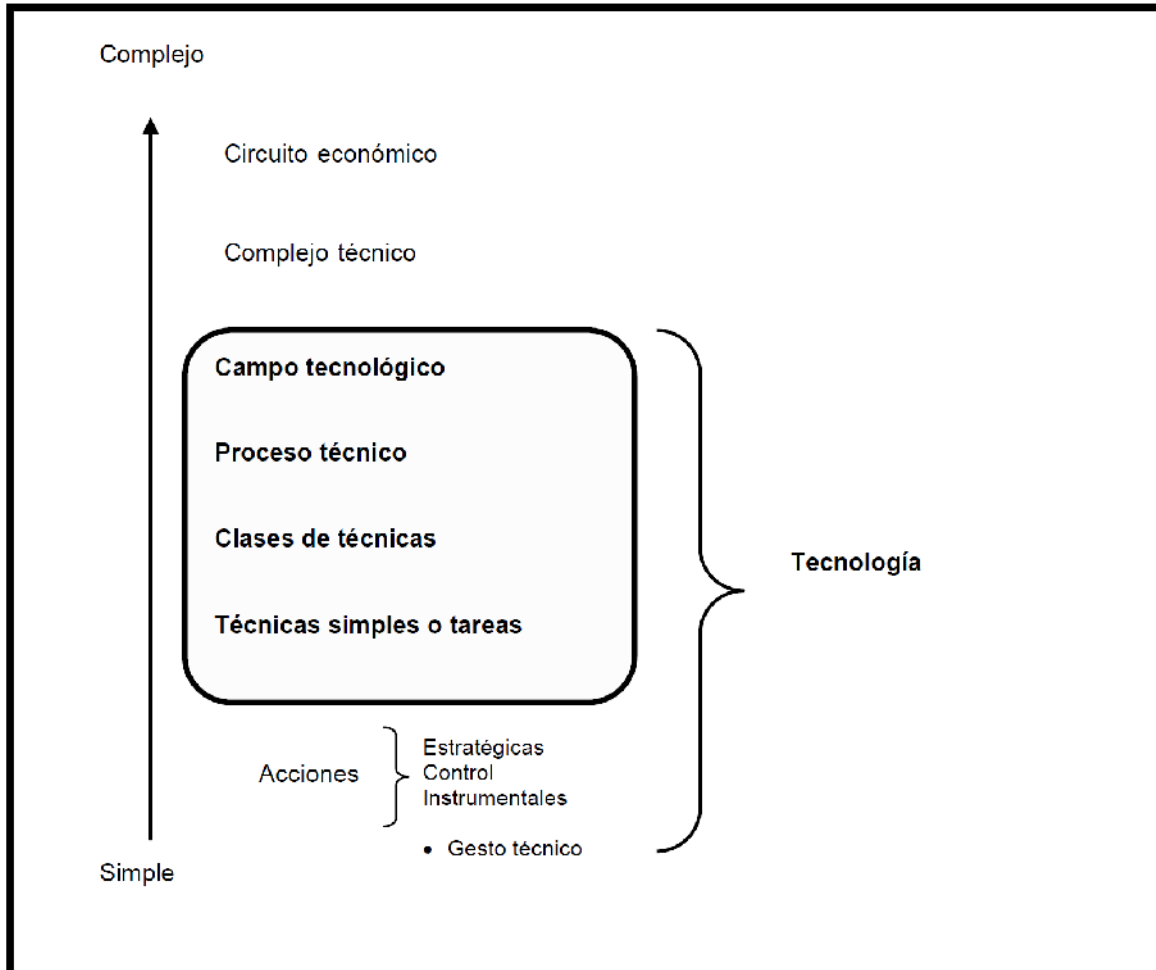 Complejo
Circuito económico
Complejo técnico
Campo tecnológico
Proceso técnico
Clases de técnicas
Tecnología
Técnicas simples o tareas
Estratégicas
Acciones
Control
Instrumentales
• Gesto técnico
Simple